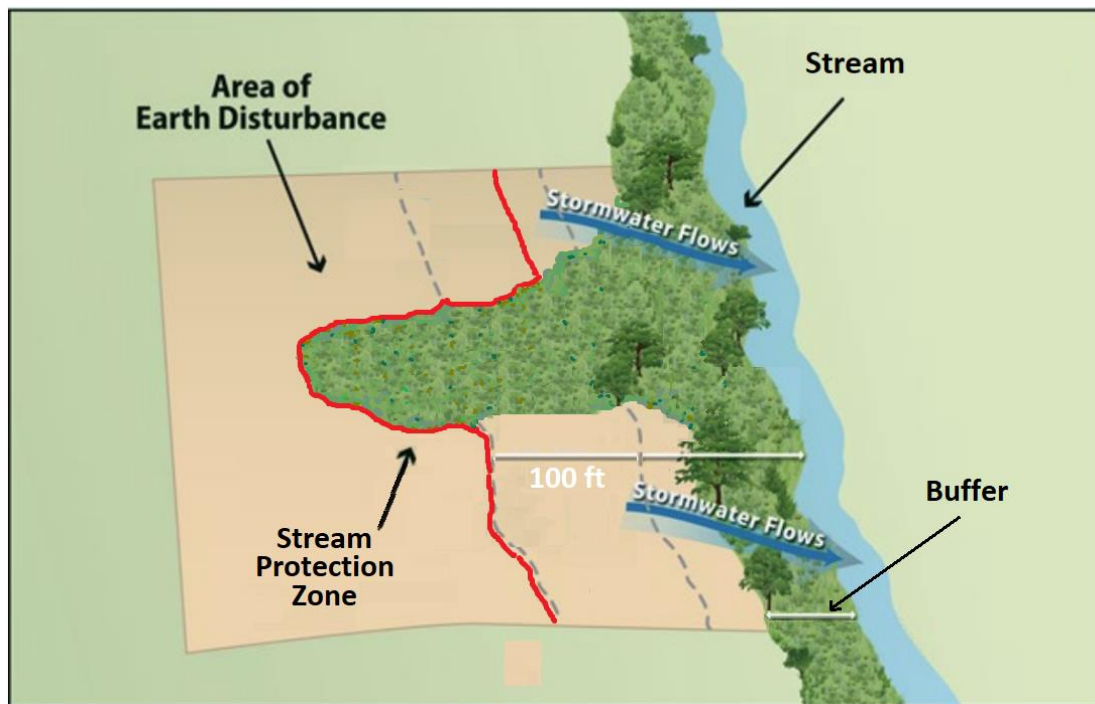 Area of
Earth Disturbance
Stream
Stormwater Flows
100 ft
Stormwater Flows
Buffer
Stream
Protection
Zone